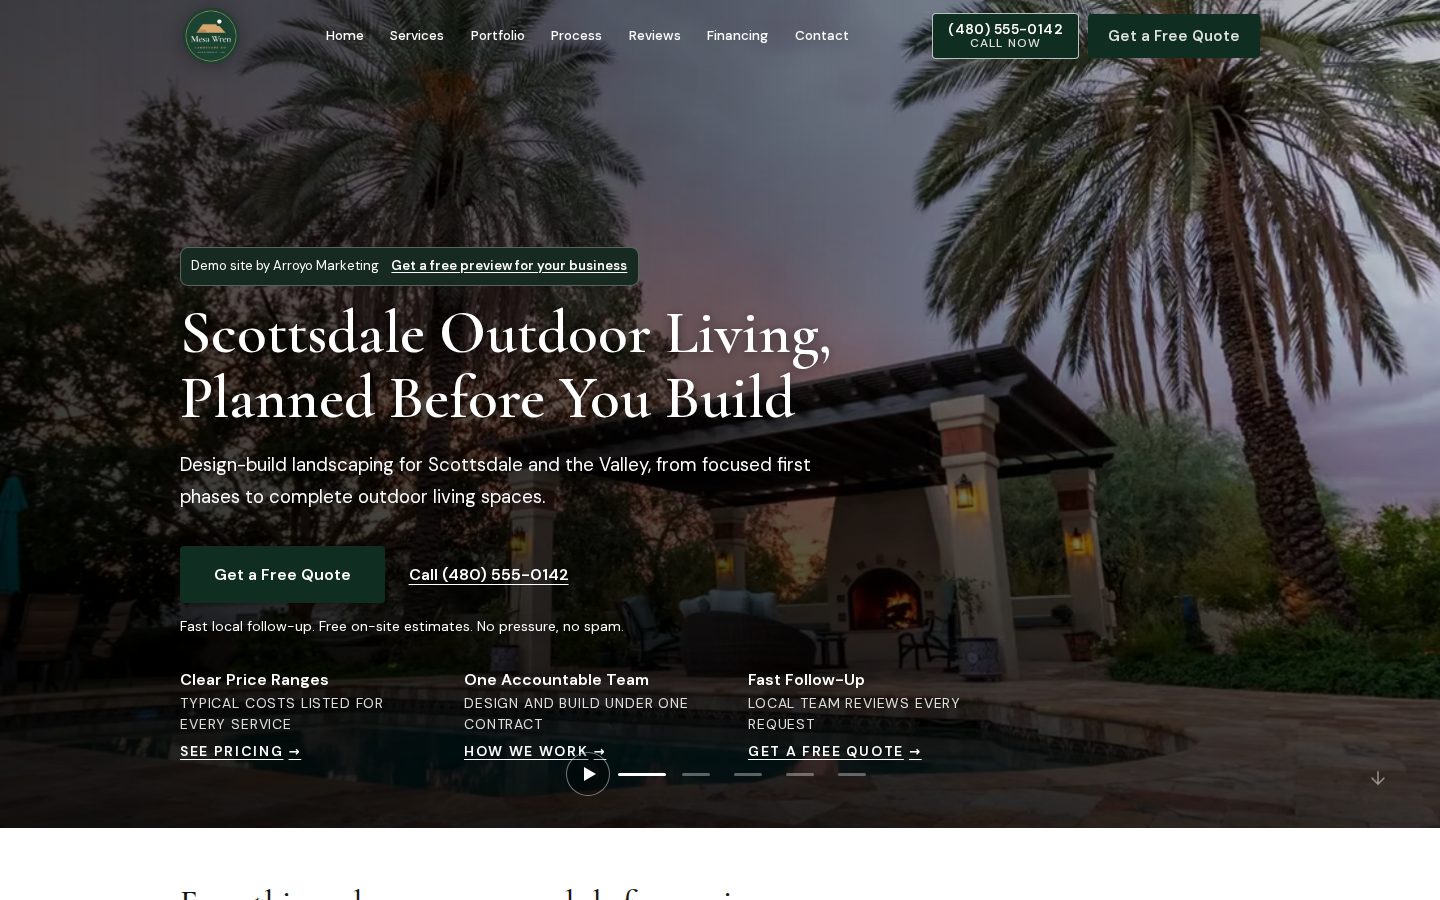 Mesa Wren
Home
Services
Portfolio
Process
Reviews
Financing
Contact
(480) 555-0142
CALL NOW
Get a Free Quote
Demo site by Arroyo Marketing Get a free preview for your business
Scottsdale Outdoor Living,
Planned Before You Build
Design-build landscaping for Scottsdale and the Valley, from focused first
phases to complete outdoor living spaces.
Get a Free Quote
Call (480) 555-0142
Fast local follow-up. Free on-site estimates. No pressure, no spam.
Clear Price Ranges
TYPICAL COSTS LISTED FOR
EVERY SERVICE
SEE PRICING →
One Accountable Team
DESIGN AND BUILD UNDER ONE
CONTRACT
HOW WE WORK →
Fast Follow-Up
LOCAL TEAM REVIEWS EVERY
REQUEST
GET A FREE QUOTE →